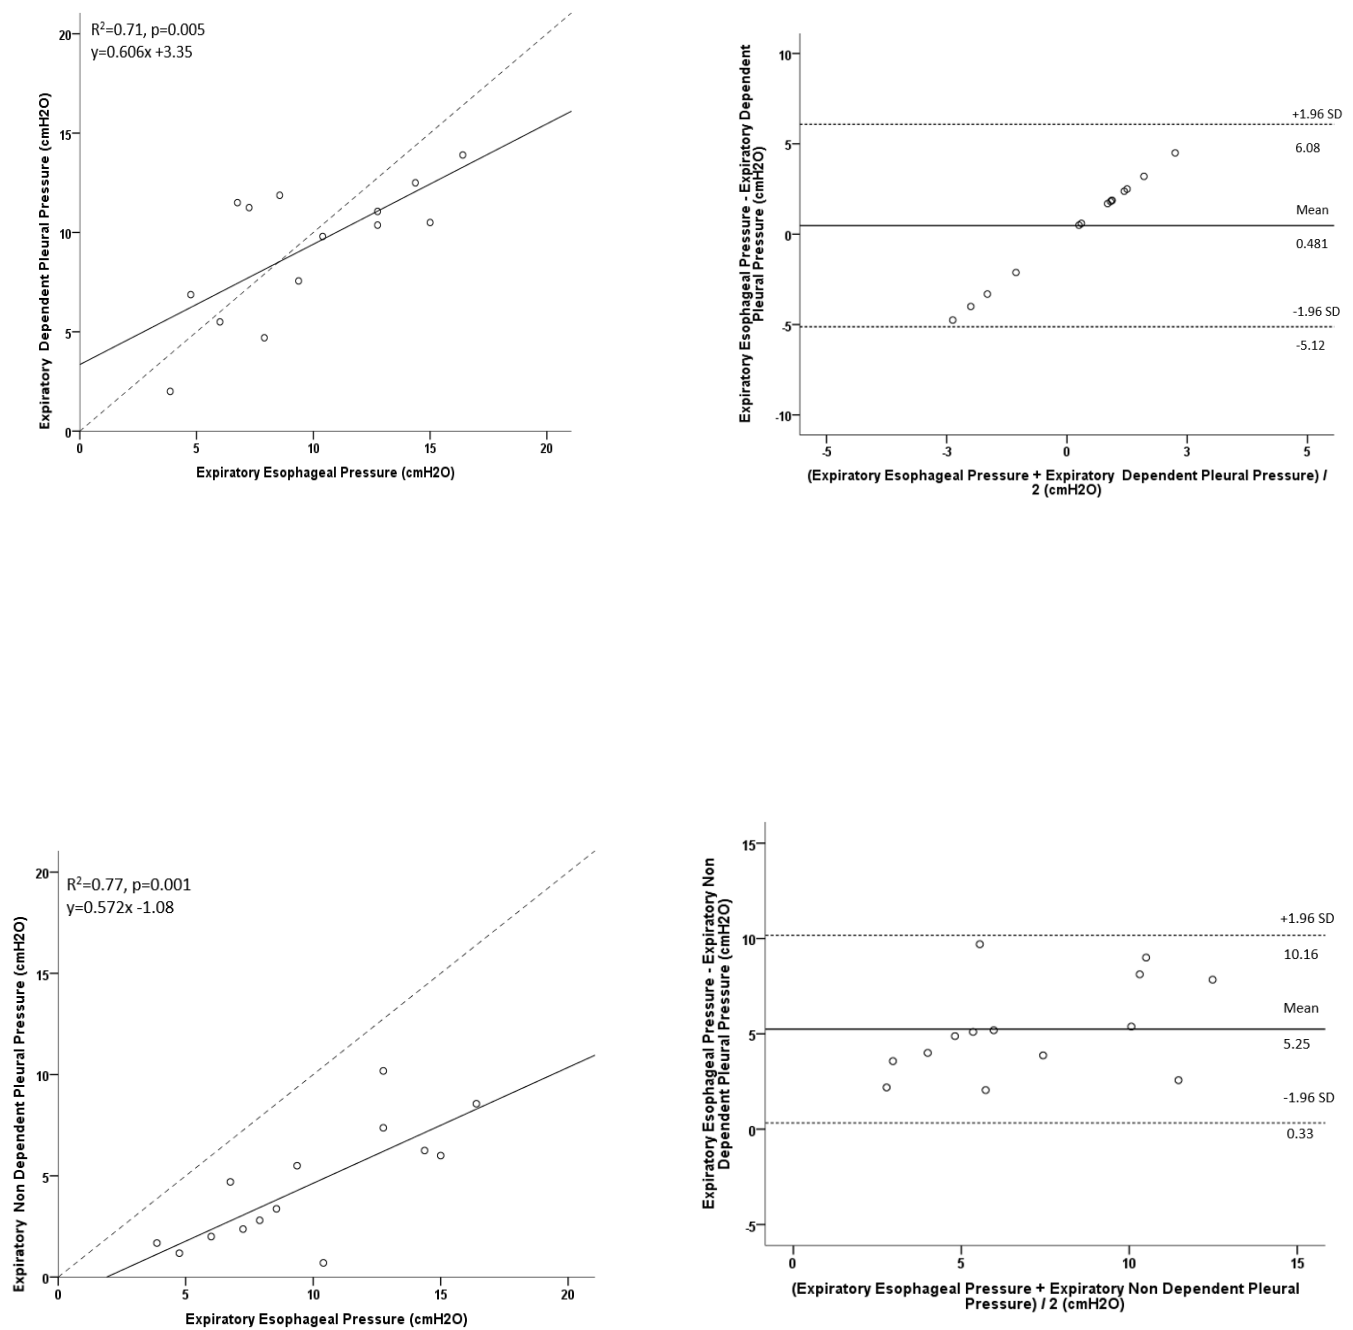 R²=0.71, p=0.005
y=0.606x +3.35
20
15
10
5
0
Expiratory Dependent Pleural Pressure (cmH2O)
0 5 10 15 20
Expiratory Esophageal Pressure (cmH2O)
Expiratory Esophageal Pressure - Expiratory Dependent
Pleural Pressure (cmH2O)
10
5
0
-5
-10
+1.96 SD
6.08
Mean
0.481
-1.96 SD
-5.12
-5 -3 0 3 5
(Expiratory Esophageal Pressure + Expiratory Dependent Pleural Pressure) /
2 (cmH2O)
R²=0.77, p=0.001
y=0.572x -1.08
20
15
10
5
0
Expiratory Non Dependent Pleural Pressure (cmH2O)
0 5 10 15 20
Expiratory Esophageal Pressure (cmH2O)
Expiratory Esophageal Pressure - Expiratory Non
Dependent Pleural Pressure (cmH2O)
15
10
5
0
-5
+1.96 SD
10.16
Mean
5.25
-1.96 SD
0.33
0 5 10 15
(Expiratory Esophageal Pressure + Expiratory Non Dependent Pleural
Pressure) / 2 (cmH2O)